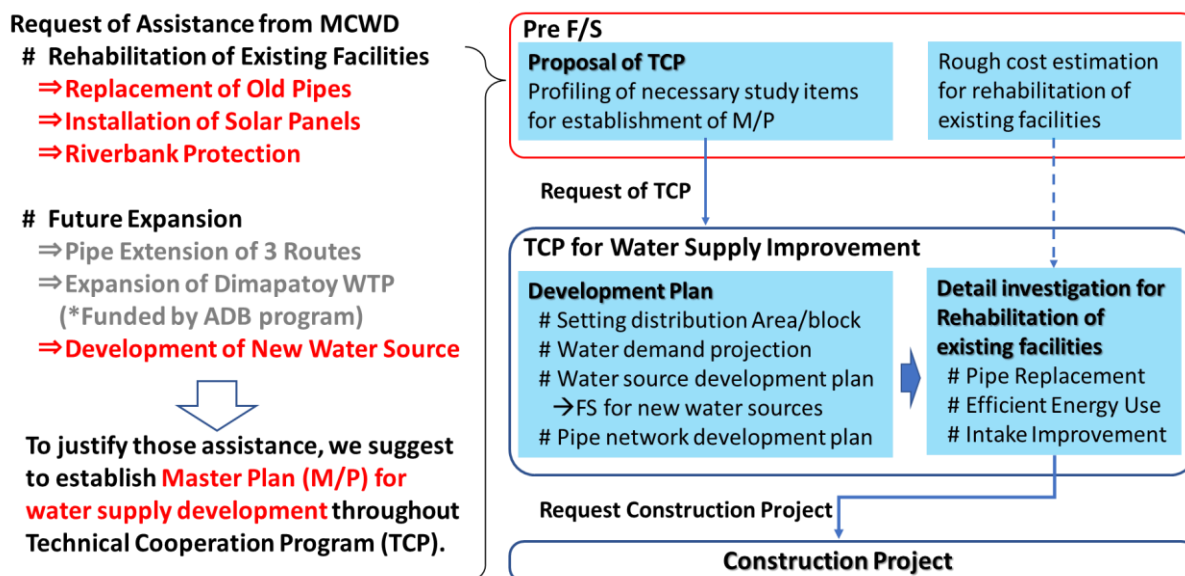 Request of Assistance from MCWD
# Rehabilitation of Existing Facilities
⇒Replacement of Old Pipes
⇒Installation of Solar Panels
⇒Riverbank Protection
# Future Expansion
⇒Pipe Extension of 3 Routes
⇒Expansion of Dimapatoy WTP
(*Funded by ADB program)
⇒Development of New Water Source
To justify those assistance, we suggest
to establish Master Plan (M/P) for
water supply development throughout
Technical Cooperation Program (TCP).
Pre F/S
Proposal of TCP
Profiling of necessary study items
for establishment of M/P
Rough cost estimation
for rehabilitation of
existing facilities
Request of TCP
TCP for Water Supply Improvement
Development Plan
# Setting distribution Area/block
# Water demand projection
# Water source development plan
→FS for new water sources
# Pipe network development plan
Detail investigation for
Rehabilitation of
existing facilities
# Pipe Replacement
# Efficient Energy Use
# Intake Improvement
Request Construction Project
Construction Project